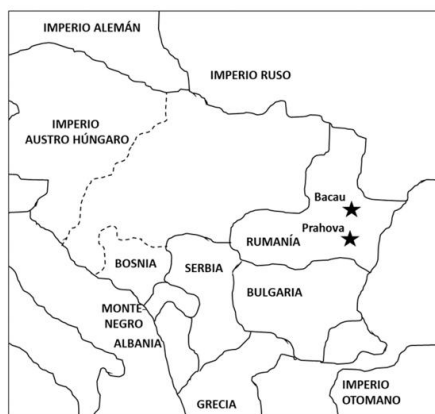 IMPERIO ALEMÁN
IMPERIO RUSO
IMPERIO
AUSTRO HÚNGARO
Bacau
Prahova
RUMANÍA
BOSNIA
SERBIA
BULGARIA
MONTE-
NEGRO
ALBANIA
IMPERIO
OTOMANO
GRECIA